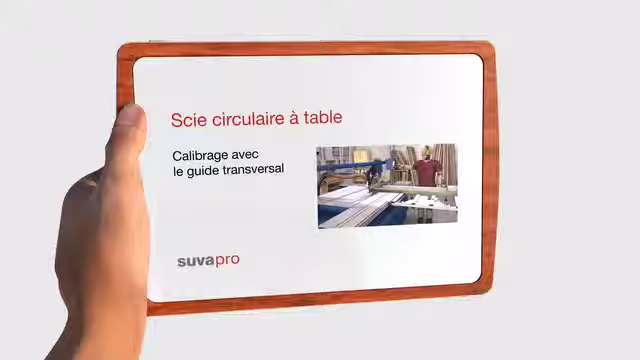 Scie circulaire à table
Calibrage avec
le guide transversal
suvapro